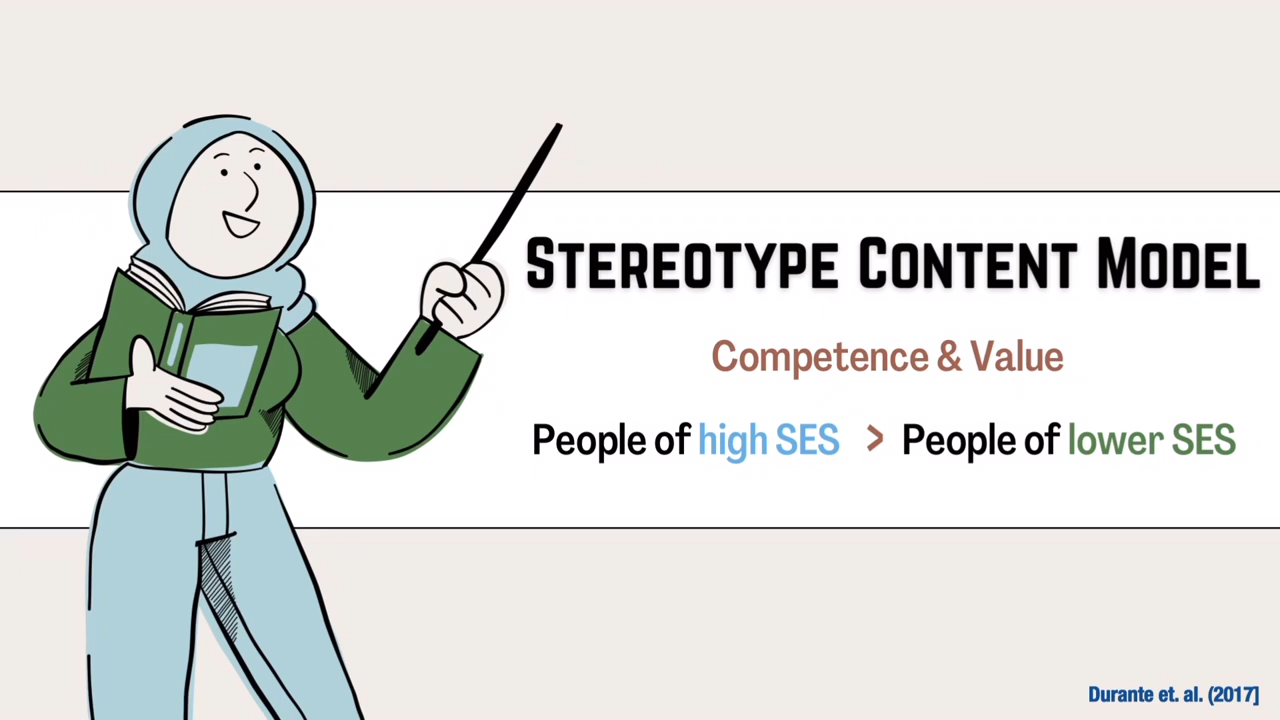 Stereotype Content Model
Competence & Value
People of high SES > People of lower SES
Durante et. al. (2017]